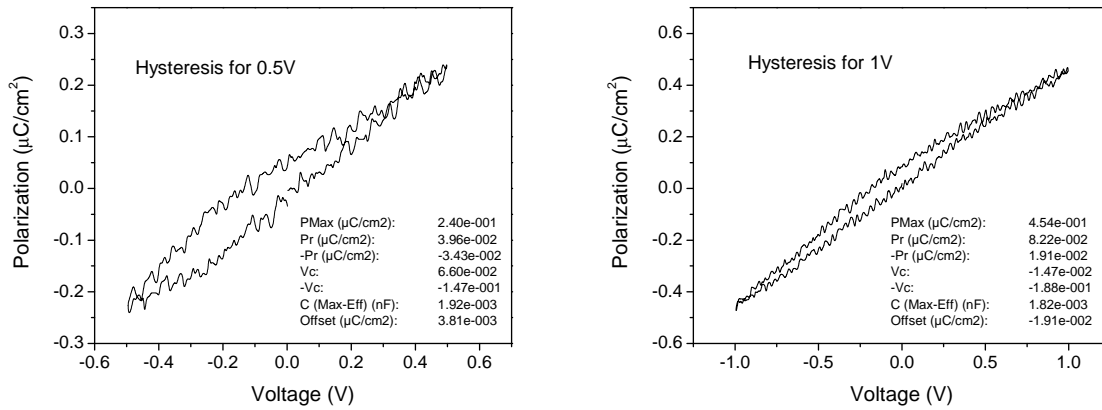 0.3
0.2
0.1
0.0
-0.1
-0.2
-0.3
Polarization (μC/cm²)
Hysteresis for 0.5V
PMax (μC/cm2): 2.40e-001
Pr (μC/cm2): 3.96e-002
-Pr (μC/cm2): -3.43e-002
Vc: 6.60e-002
-Vc: -1.47e-001
C (Max-Eff) (nF): 1.92e-003
Offset (μC/cm2): 3.81e-003
-0.6 -0.4 -0.2 0.0 0.2 0.4 0.6
Voltage (V)
0.6
0.4
0.2
0.0
-0.2
-0.4
-0.6
Polarization (μC/cm²)
Hysteresis for 1V
PMax (μC/cm2): 4.54e-001
Pr (μC/cm2): 8.22e-002
-Pr (μC/cm2): 1.91e-002
Vc: -1.47e-002
-Vc: -1.88e-001
C (Max-Eff) (nF): 1.82e-003
Offset (μC/cm2): -1.91e-002
-1.0 -0.5 0.0 0.5 1.0
Voltage (V)